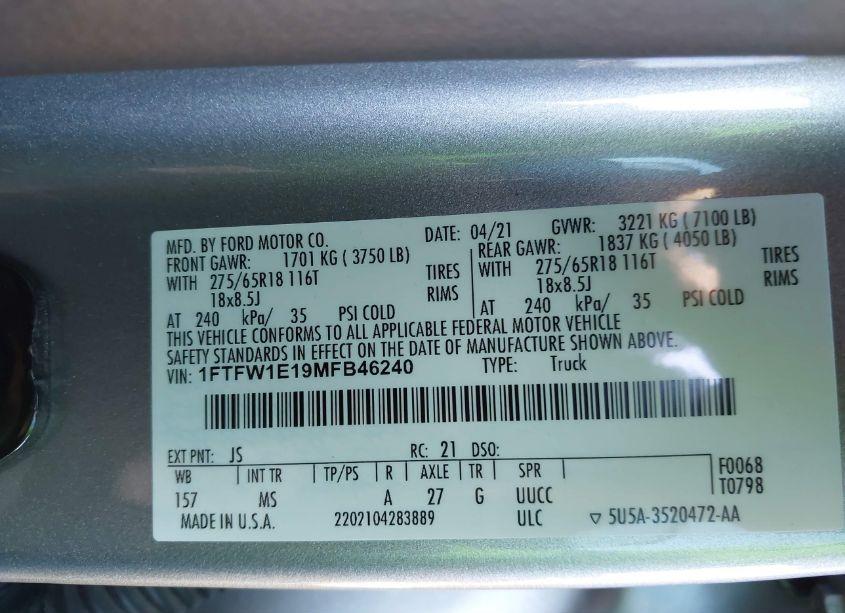 MFD. BY FORD MOTOR CO. DATE: 04/21 GVWR: 3221 KG ( 7100 LB)
FRONT GAWR: 1701 KG ( 3750 LB) REAR GAWR: 1837 KG ( 4050 LB)
WITH 275/65R18 116T TIRES WITH 275/65R18 116T TIRES
18x8.5J RIMS 18x8.5J RIMS
AT 240 kPa/ 35 PSI COLD AT 240 kPa/ 35 PSI COLD
THIS VEHICLE CONFORMS TO ALL APPLICABLE FEDERAL MOTOR VEHICLE
SAFETY STANDARDS IN EFFECT ON THE DATE OF MANUFACTURE SHOWN ABOVE.
VIN: 1FTFW1E19MFB46240 TYPE: Truck
EXT PNT: JS RC: 21 DSO:
WB INT TR TP/PS R AXLE TR SPR F0068
157 MS A 27 G UUCC T0798
MADE IN U.S.A. 2202104283889 ULC ▽ 5U5A-3520472-AA